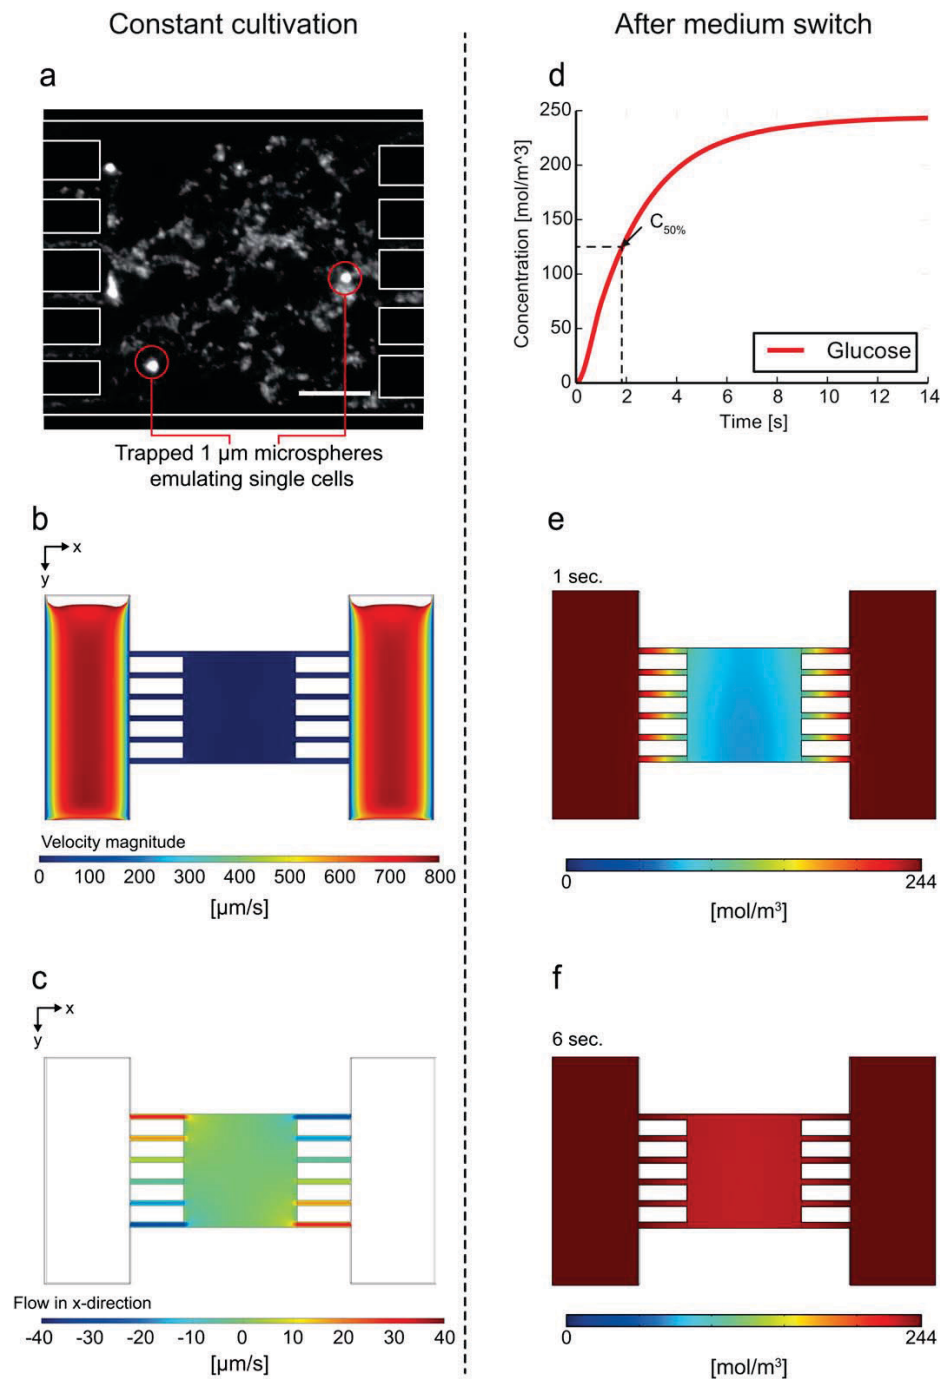 Constant cultivation
After medium switch
a
Trapped 1 µm microspheres
emulating single cells
b
x
y
Velocity magnitude
0 100 200 300 400 500 600 700 800
[µm/s]
c
x
y
Flow in x-direction
-40 -30 -20 -10 0 10 20 30 40
[µm/s]
d
Concentration [mol/m^3]
250
200
150
100
50
0
C50%
Glucose
0 2 4 6 8 10 12 14
Time [s]
e
1 sec.
0 244
[mol/m³]
f
6 sec.
0 244
[mol/m³]